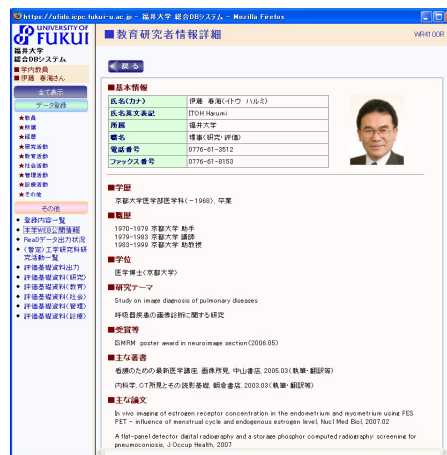 https://ufids.icpc.fukui-u.ac.jp - 福井大学 総合DBシステム - Mozilla Firefox
UNIVERSITY OF
FUKUI
福井大学
総合DBシステム
■学内教員
■伊藤 春海さん
全て表示
データ登録
★教員
★所属
★経歴
★研究活動
★教育活動
★社会活動
★管理活動
★診療活動
★その他
その他
登録内容一覧
本学WEB公開情報
ReaDデータ出力状況
(暫定)工学研究科研究活動一覧
評価基礎資料出力
評価基礎資料(研究)
評価基礎資料(教育)
評価基礎資料(社会)
評価基礎資料(管理)
評価基礎資料(診療)
■教育研究者情報詳細
WR4100R
戻る
■基本情報
氏名(カナ) 伊藤 春海(イトウ ハルミ)
氏名英文表記 ITOH Harumi
所属 福井大学
職名 理事(研究・評価)
電話番号 0776-61-3512
ファックス番号 0776-61-8153
■学歴
京都大学医学部医学科(-1968)、卒業
■職歴
1970-1979 京都大学 助手
1979-1983 京都大学 講師
1983-1999 京都大学 助教授
■学位
医学博士(京都大学)
■研究テーマ
Study on image diagnosis of pulmonary diseases
呼吸器疾患の画像診断に関する研究
■受賞等
ISMRM poster award in neuroimage section(2006.05)
■主な著書
看護のための最新医学講座, 画像所見, 中山書店, 2005.03(執筆・翻訳等)
内科学, CT所見とその読影基礎, 朝倉書店, 2003.03(執筆・翻訳等)
■主な論文
In vivo imaging of estrogen receptor concentration in the endometrium and myometrium using FES
PET - influence of menstrual cycle and endogenous estrogen level, Nucl Med Biol, 2007.02
A flat-panel detector digital radiography and a storage phosphor computed radiography: screening for
pneumoconiosis, J Occup Health, 2007